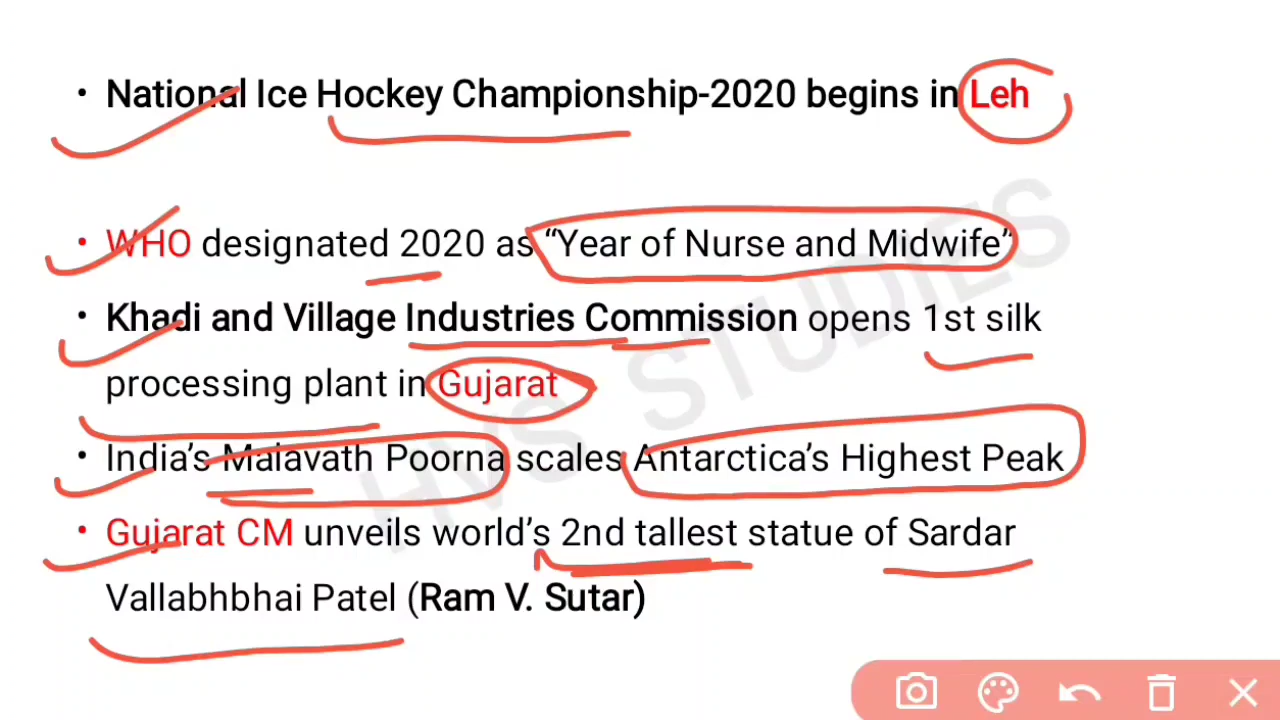 • National Ice Hockey Championship-2020 begins in Leh
• WHO designated 2020 as “Year of Nurse and Midwife”
• Khadi and Village Industries Commission opens 1st silk
processing plant in Gujarat
• India’s Malavath Poorna scales Antarctica’s Highest Peak
• Gujarat CM unveils world’s 2nd tallest statue of Sardar
Vallabhbhai Patel (Ram V. Sutar)
HVS STUDIES